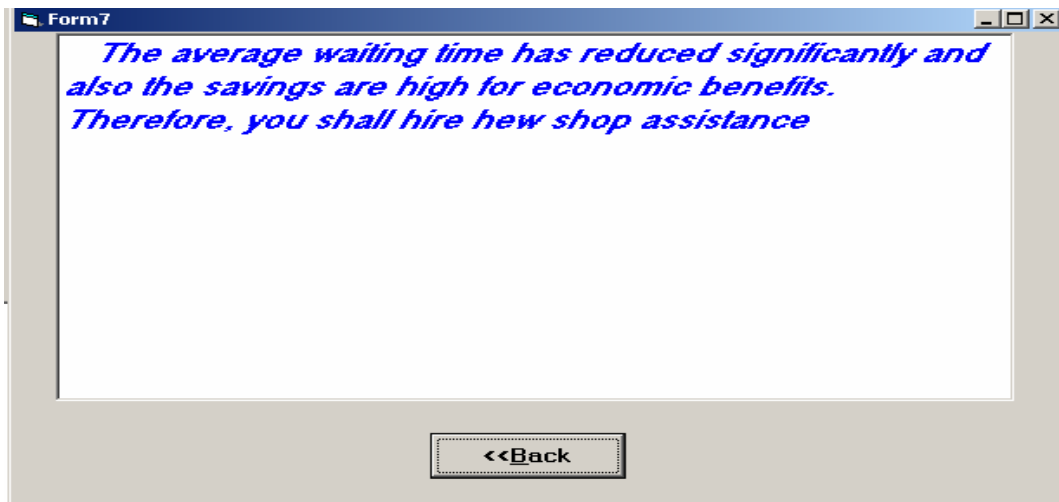 Form7
The average waiting time has reduced significantly and
also the savings are high for economic benefits.
Therefore, you shall hire hew shop assistance
<<Back